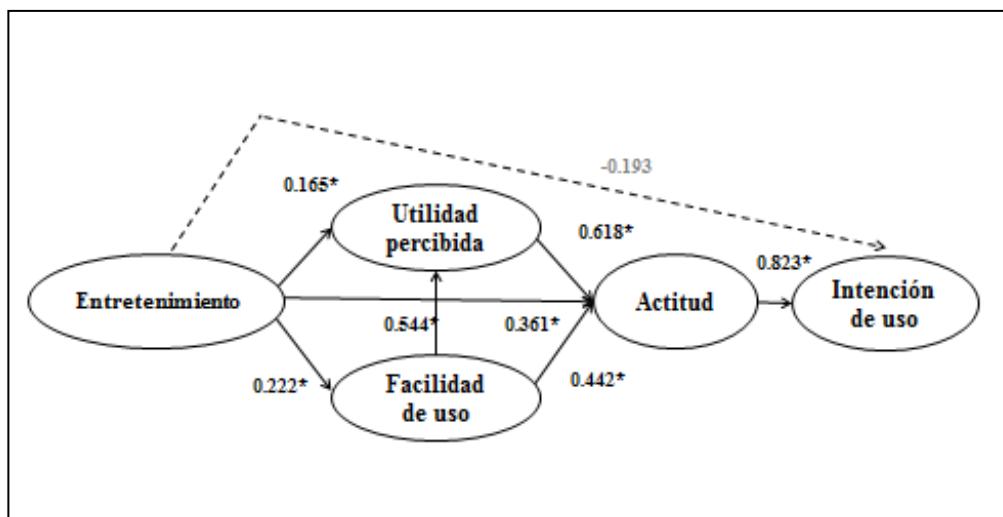 -0.193
0.165*
Utilidad
percibida
0.618*
0.823*
Entretenimiento
Actitud
Intención
de uso
0.544*
0.361*
0.222*
Facilidad
de uso
0.442*